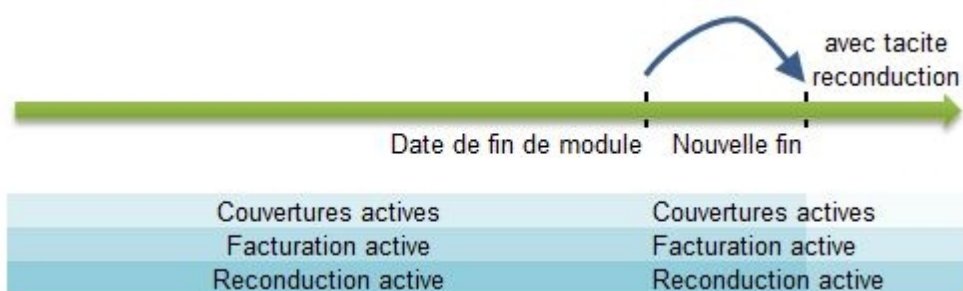 avec tacite
reconduction
Date de fin de module Nouvelle fin
Couvertures actives Couvertures actives
Facturation active Facturation active
Reconduction active Reconduction active